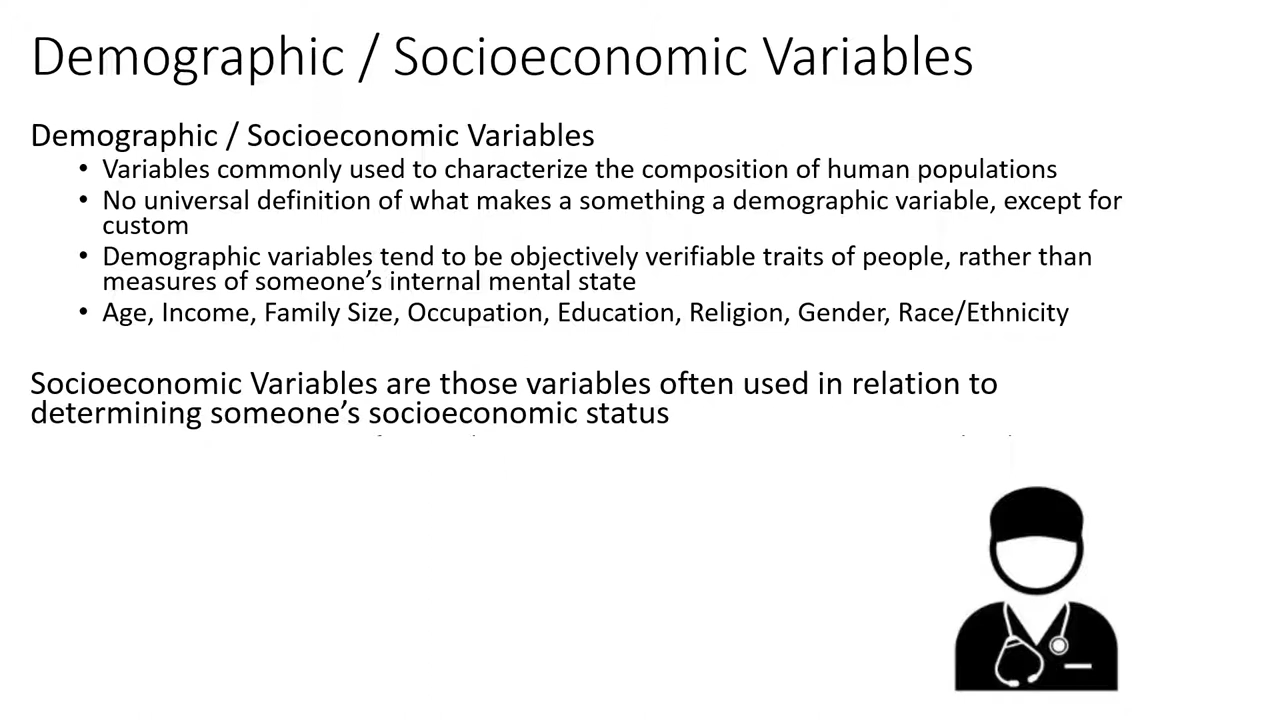 Demographic / Socioeconomic Variables
Demographic / Socioeconomic Variables
• Variables commonly used to characterize the composition of human populations
• No universal definition of what makes a something a demographic variable, except for
custom
• Demographic variables tend to be objectively verifiable traits of people, rather than
measures of someone’s internal mental state
• Age, Income, Family Size, Occupation, Education, Religion, Gender, Race/Ethnicity
Socioeconomic Variables are those variables often used in relation to
determining someone’s socioeconomic status